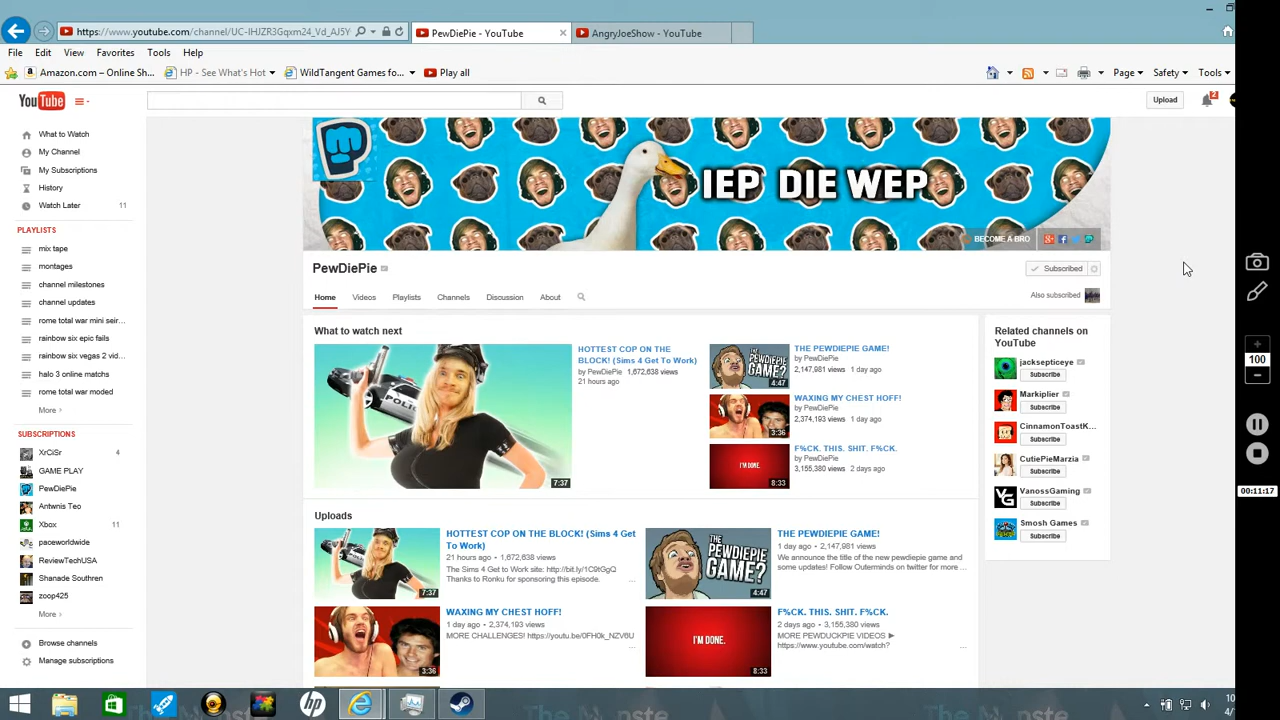 https://www.youtube.com/channel/UC-lHJZR3Gqxm24_Vd_AJ5Y
PewDiePie - YouTube
AngryJoeShow - YouTube
File Edit View Favorites Tools Help
Amazon.com – Online Sh...
HP - See What's Hot
WildTangent Games fo...
Play all
Page
Safety
Tools
YouTube
Upload
2
What to Watch
My Channel
My Subscriptions
History
Watch Later 11
PLAYLISTS
mix tape
montages
channel milestones
channel updates
rome total war mini seir...
rainbow six epic fails
rainbow six vegas 2 vid...
halo 3 online matchs
rome total war moded
More
SUBSCRIPTIONS
XrCiSr 4
GAME PLAY
PewDiePie
Antwnis Teo
Xbox 11
paceworldwide
ReviewTechUSA
Shanade Southren
zoop425
More
Browse channels
Manage subscriptions
IEP DIE WEP
BECOME A BRO
PewDiePie
Subscribed
Also subscribed
Home Videos Playlists Channels Discussion About
What to watch next
POLICE
7:37
HOTTEST COP ON THE
BLOCK! (Sims 4 Get To Work)
by PewDiePie 1,672,638 views
21 hours ago
THE PEWDIEPIE GAME?
4:47
THE PEWDIEPIE GAME!
by PewDiePie
2,147,981 views 1 day ago
3:36
WAXING MY CHEST HOFF!
by PewDiePie
2,374,193 views 1 day ago
I'M DONE.
8:33
F%CK. THIS. SHIT. F%CK.
by PewDiePie
3,155,380 views 2 days ago
Uploads
7:37
HOTTEST COP ON THE BLOCK! (Sims 4 Get
To Work)
21 hours ago • 1,672,638 views
The Sims 4 Get to Work site: http://bit.ly/1C9tGgQ
Thanks to Ronku for sponsoring this episode.
...
THE PEWDIEPIE GAME?
4:47
THE PEWDIEPIE GAME!
1 day ago • 2,147,981 views
We announce the title of the new pewdiepie game and
some updates! Follow Outerminds on twitter for more ...
3:36
WAXING MY CHEST HOFF!
1 day ago • 2,374,193 views
MORE CHALLENGES! https://youtu.be/0FH0k_NZV6U
...
I'M DONE.
8:33
F%CK. THIS. SHIT. F%CK.
2 days ago • 3,155,380 views
MORE PEWDUCKPIE VIDEOS ►
https://www.youtube.com/watch?
...
Related channels on
YouTube
jacksepticeye
Subscribe
Markiplier
Subscribe
CinnamonToastK...
Subscribe
CutiePieMarzia
Subscribe
VG
VanossGaming
Subscribe
Smosh Games
Subscribe
100
00:11:17
hp